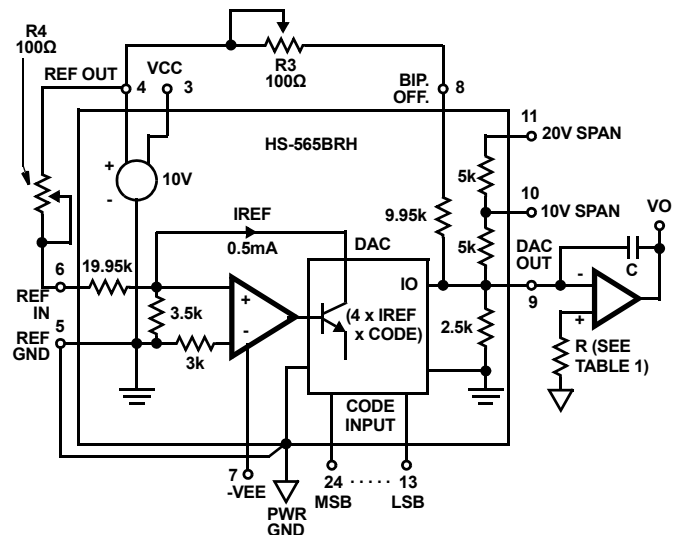 R4
100Ω
R3
100Ω
REF OUT
4
VCC
3
BIP.
OFF.
8
HS-565BRH
11
20V SPAN
+
-
10V
5k
10
10V SPAN
9.95k
5k
IREF
0.5mA
DAC
DAC
OUT
9
VO
C
6
19.95k
REF
IN
3.5k
+
-
IO
(4 x IREF
x CODE)
2.5k
-
+
R (SEE
TABLE 1)
5
REF
GND
3k
CODE
INPUT
7
-VEE
PWR
GND
24 . . . . . 13
MSB LSB